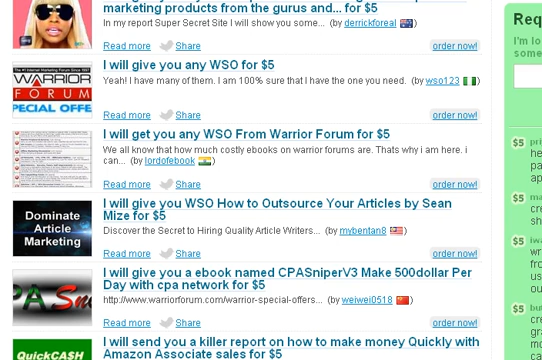 marketing products from the gurus and... for $5
In my report Super Secret Site I will show you some... (by derrickforeal
Read more Share order now!
I will give you any WSO for $5
Yeah! I have many of them. I am 100% sure that I have the one you need. (by wso123 )
WARRIOR
FORUM
SPECIAL OFFE
Read more Share order now!
I will get you any WSO From Warrior Forum for $5
We all know that how much costly ebooks on warrior forums are. Thats why i am here. i
can... (by lordofebook )
Read more Share order now!
I will give you WSO How to Outsource Your Articles by Sean
Mize for $5
Discover the Secret to Hiring Quality Article Writers... (by mybentan8 )
Dominate
Article
Marketing
Read more Share order now!
I will give you a ebook named CPASniperV3 Make 500dollar Per
Day with cpa network for $5
http://www.warriorforum.com/warrior-special-offers... (by weiwei0518 )
PA Sn
Read more Share order now!
I will send you a killer report on how to make money Quickly with
Amazon Associate sales for $5
QuickCASH
Req
I'm lo
some
$5
$5
$5
$5